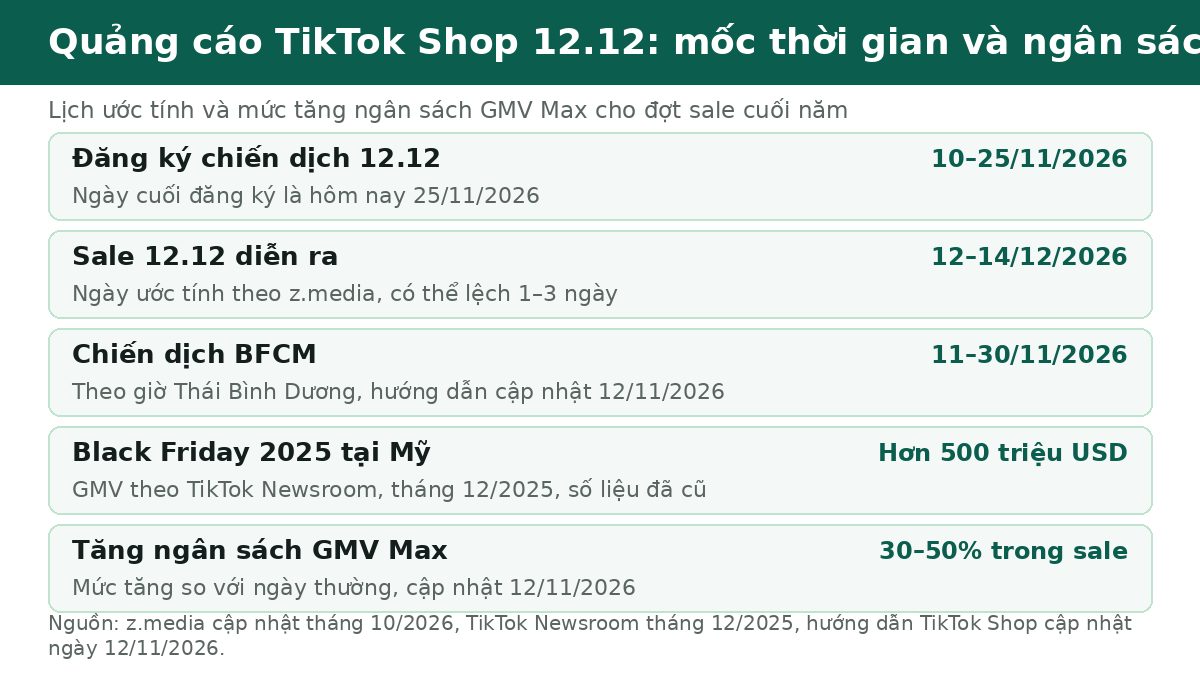 Quảng cáo TikTok Shop 12.12: mốc thời gian và ngân sác
Lịch ước tính và mức tăng ngân sách GMV Max cho đợt sale cuối năm
Đăng ký chiến dịch 12.12
10–25/11/2026
Ngày cuối đăng ký là hôm nay 25/11/2026
Sale 12.12 diễn ra
12–14/12/2026
Ngày ước tính theo z.media, có thể lệch 1–3 ngày
Chiến dịch BFCM
11–30/11/2026
Theo giờ Thái Bình Dương, hướng dẫn cập nhật 12/11/2026
Black Friday 2025 tại Mỹ
Hơn 500 triệu USD
GMV theo TikTok Newsroom, tháng 12/2025, số liệu đã cũ
Tăng ngân sách GMV Max
30–50% trong sale
Mức tăng so với ngày thường, cập nhật 12/11/2026
Nguồn: z.media cập nhật tháng 10/2026, TikTok Newsroom tháng 12/2025, hướng dẫn TikTok Shop cập nhật
ngày 12/11/2026.